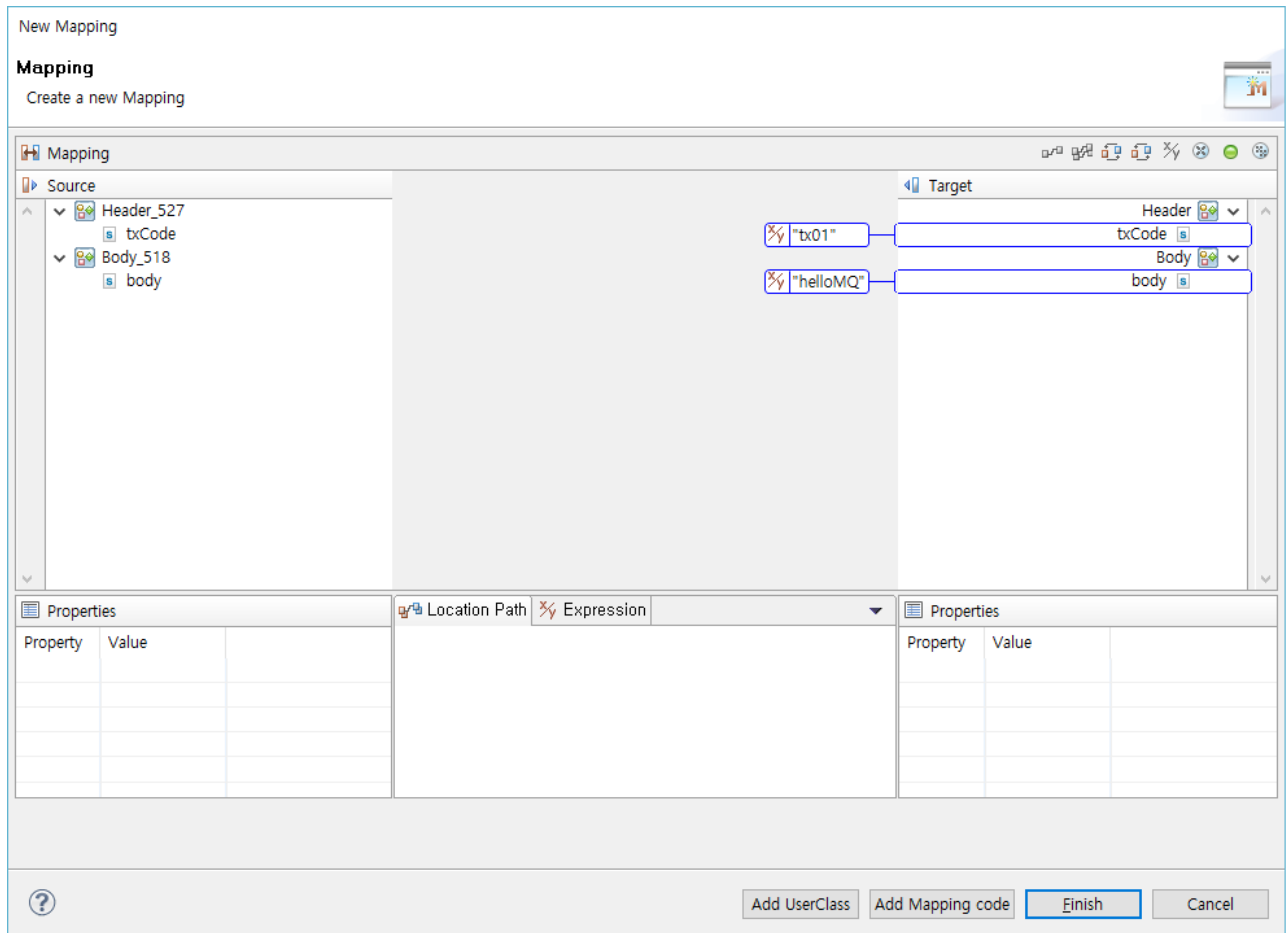 New Mapping
Mapping
Create a new Mapping
Mapping
Source
Target
Header_527
Header
txCode
"tx01"
txCode
Body_518
Body
body
"helloMQ"
body
Properties
Location Path
Expression
Properties
Property Value
Property Value
Add UserClass
Add Mapping code
Finish
Cancel